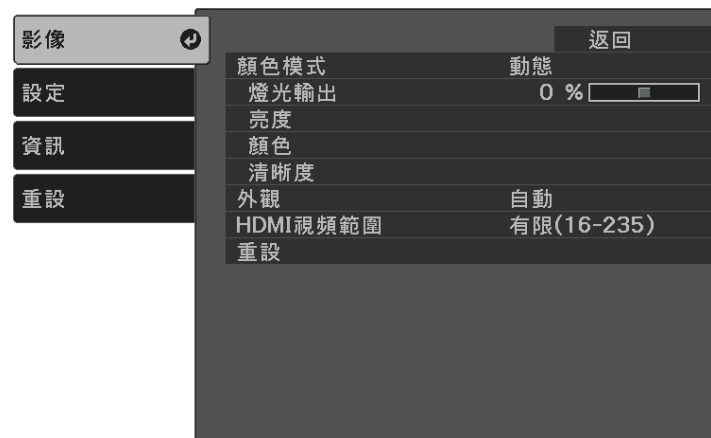 影像
設定
資訊
重設
返回
顏色模式 動態
燈光輸出 0 %
亮度
顏色
清晰度
外觀 自動
HDMI視頻範圍 有限(16-235)
重設